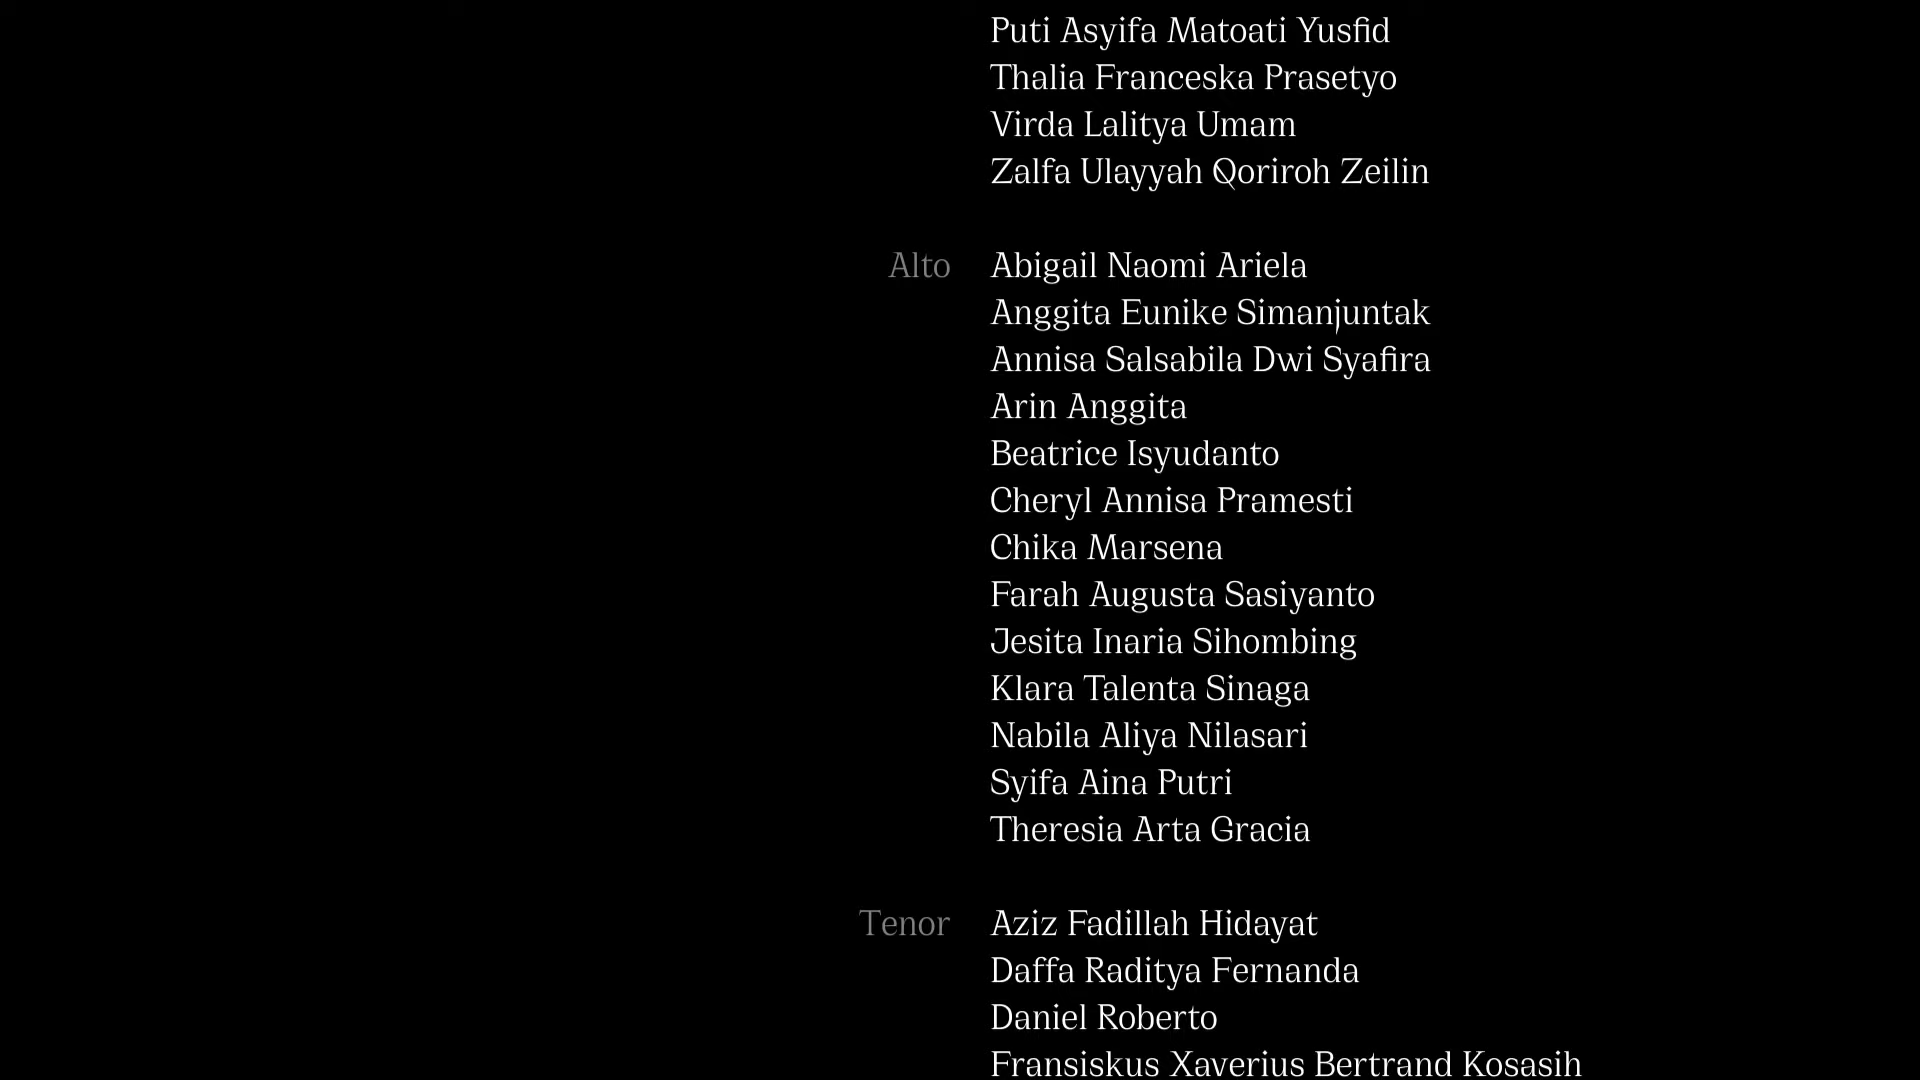 Puti Asyifa Matoati Yusfid
Thalia Franceska Prasetyo
Virda Lalitya Umam
Zalfa Ulayyah Qoriroh Zeilin
Alto Abigail Naomi Ariela
Anggita Eunike Simanjuntak
Annisa Salsabila Dwi Syafira
Arin Anggita
Beatrice Isyudanto
Cheryl Annisa Pramesti
Chika Marsena
Farah Augusta Sasiyanto
Jesita Inaria Sihombing
Klara Talenta Sinaga
Nabila Aliya Nilasari
Syifa Aina Putri
Theresia Arta Gracia
Tenor Aziz Fadillah Hidayat
Daffa Raditya Fernanda
Daniel Roberto
Fransiskus Xaverius Bertrand Kosasih